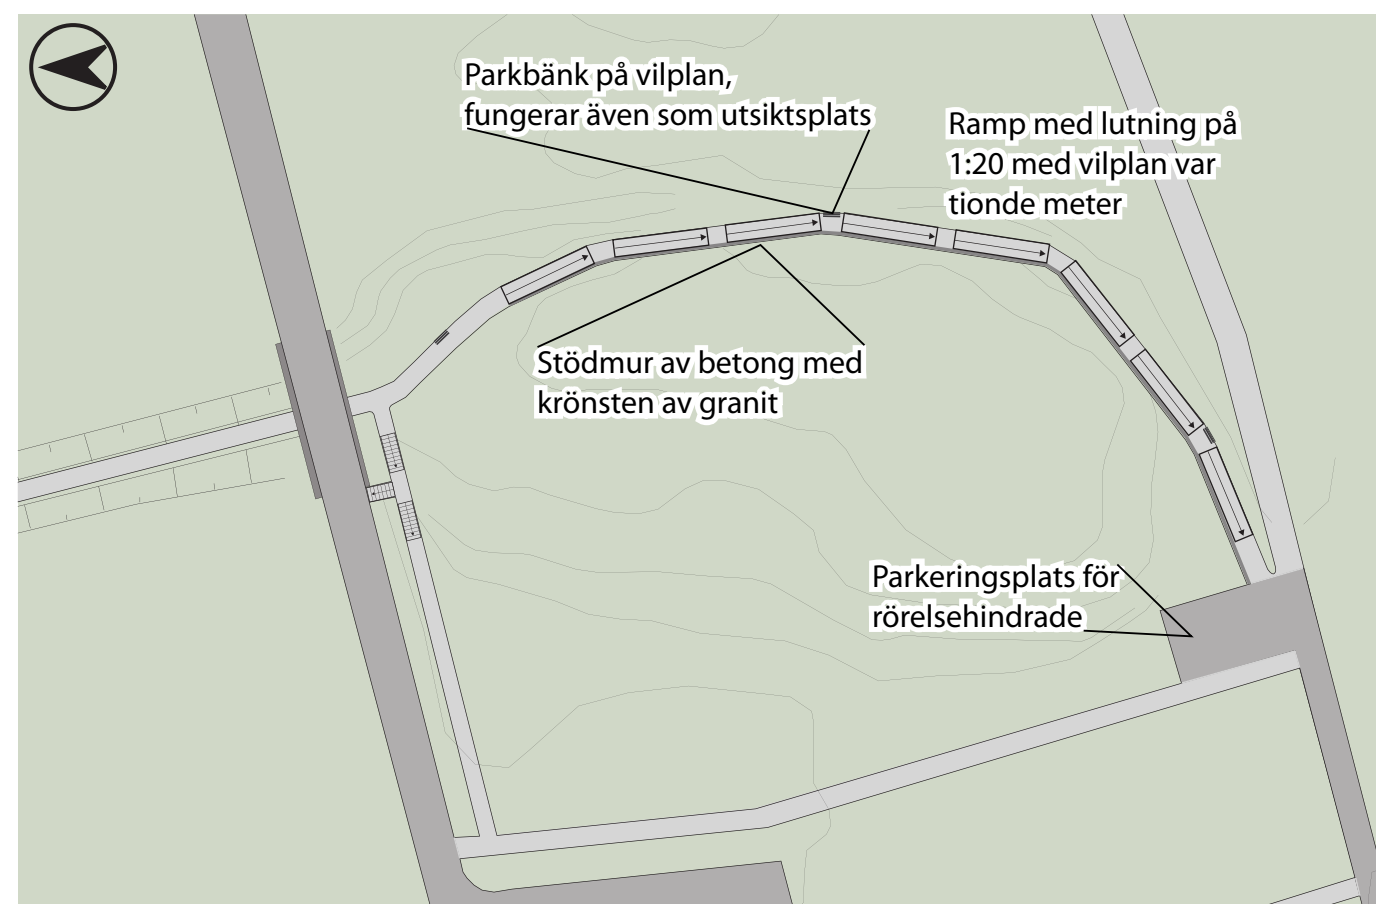 Parkbänk på vilplan,
fungerar även som utsiktsplats
Ramp med lutning på
1:20 med vilplan var
tionde meter
Stödmur av betong med
krönsten av granit
Parkeringsplats för
rörelsehindrade